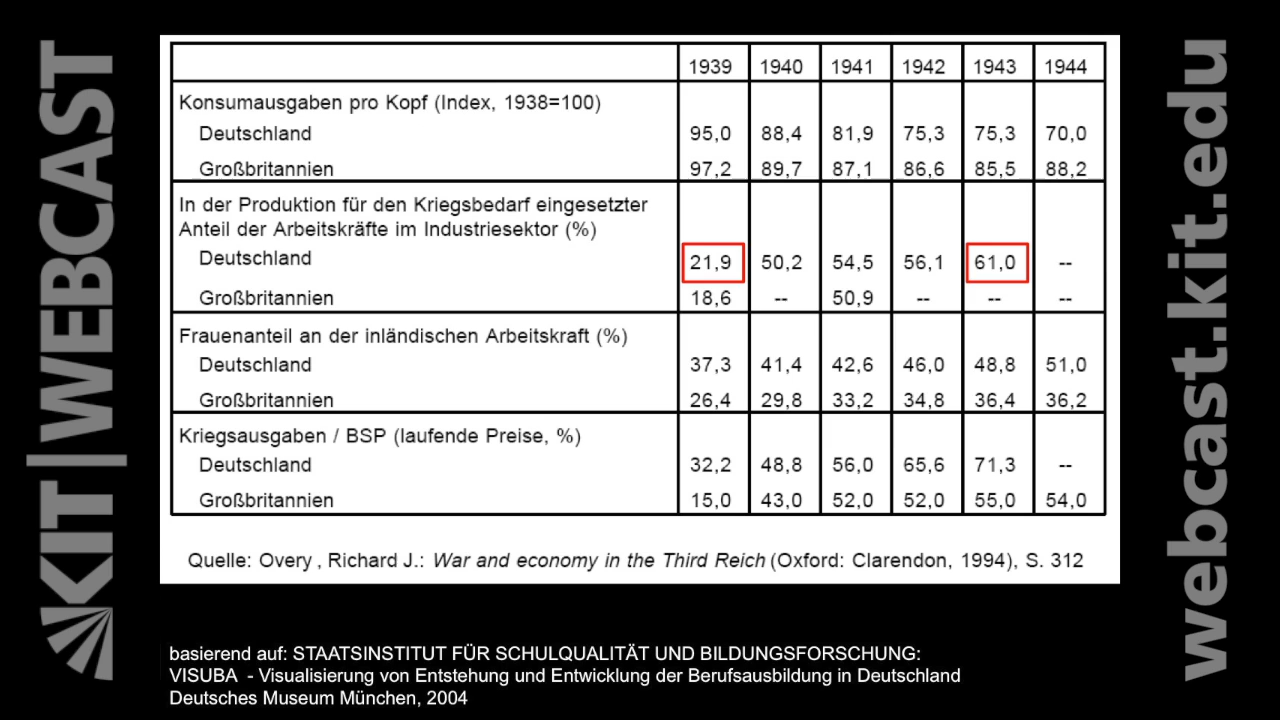 KIT | WEBCAST
1939 1940 1941 1942 1943 1944
Konsumausgaben pro Kopf (Index, 1938=100)
Deutschland 95,0 88,4 81,9 75,3 75,3 70,0
Großbritannien 97,2 89,7 87,1 86,6 85,5 88,2
In der Produktion für den Kriegsbedarf eingesetzter
Anteil der Arbeitskräfte im Industriesektor (%)
Deutschland 21,9 50,2 54,5 56,1 61,0 --
Großbritannien 18,6 -- 50,9 -- -- --
Frauenanteil an der inländischen Arbeitskraft (%)
Deutschland 37,3 41,4 42,6 46,0 48,8 51,0
Großbritannien 26,4 29,8 33,2 34,8 36,4 36,2
Kriegsausgaben / BSP (laufende Preise, %)
Deutschland 32,2 48,8 56,0 65,6 71,3 --
Großbritannien 15,0 43,0 52,0 52,0 55,0 54,0
Quelle: Overy , Richard J.: War and economy in the Third Reich (Oxford: Clarendon, 1994), S. 312
basierend auf: STAATSINSTITUT FÜR SCHULQUALITÄT UND BILDUNGSFORSCHUNG:
VISUBA - Visualisierung von Entstehung und Entwicklung der Berufsausbildung in Deutschland
Deutsches Museum München, 2004
webcast.kit.edu